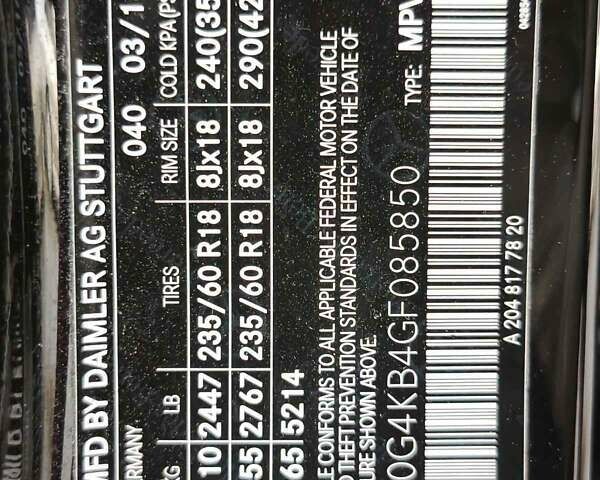 MFD BY DAIMLER AG STUTTGART
040 03/1
TIRES RIM SIZE COLD KPA(PS
LB
10 2447 235/60 R18 8Jx18 240(35
55 2767 235/60 R18 8Jx18 290(42
65 5214
LE CONFORMS TO ALL APPLICABLE FEDERAL MOTOR VEHICLE
D THEFT PREVENTION STANDARDS IN EFFECT ON THE DATE OF
URE SHOWN ABOVE.
0G4KB4GF085850 TYPE: MPV
A 204 817 78 20